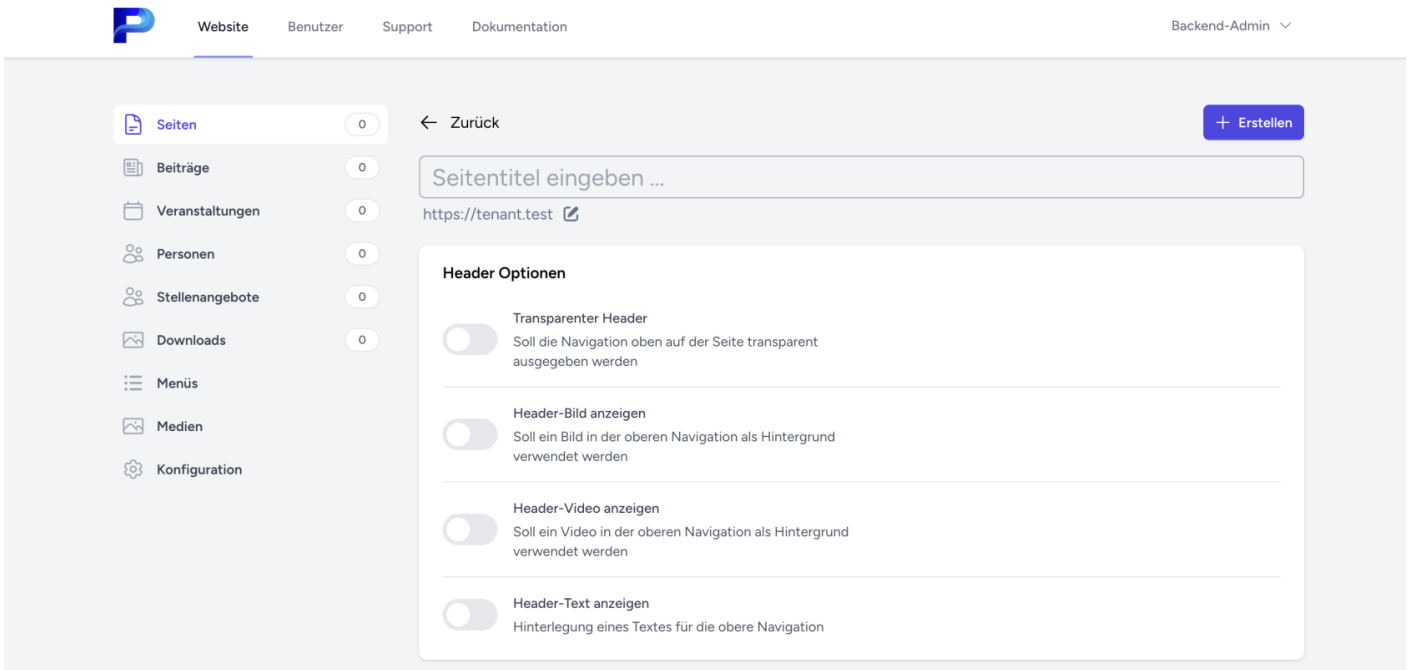 Website Benutzer Support Dokumentation Backend-Admin
Seiten 0
Beiträge 0
Veranstaltungen 0
Personen 0
Stellenangebote 0
Downloads 0
Menüs
Medien
Konfiguration
Zurück
Erstellen
Seitentitel eingeben ...
https://tenant.test
Header Optionen
Transparenter Header
Soll die Navigation oben auf der Seite transparent
ausgegeben werden
Header-Bild anzeigen
Soll ein Bild in der oberen Navigation als Hintergrund
verwendet werden
Header-Video anzeigen
Soll ein Video in der oberen Navigation als Hintergrund
verwendet werden
Header-Text anzeigen
Hinterlegung eines Textes für die obere Navigation